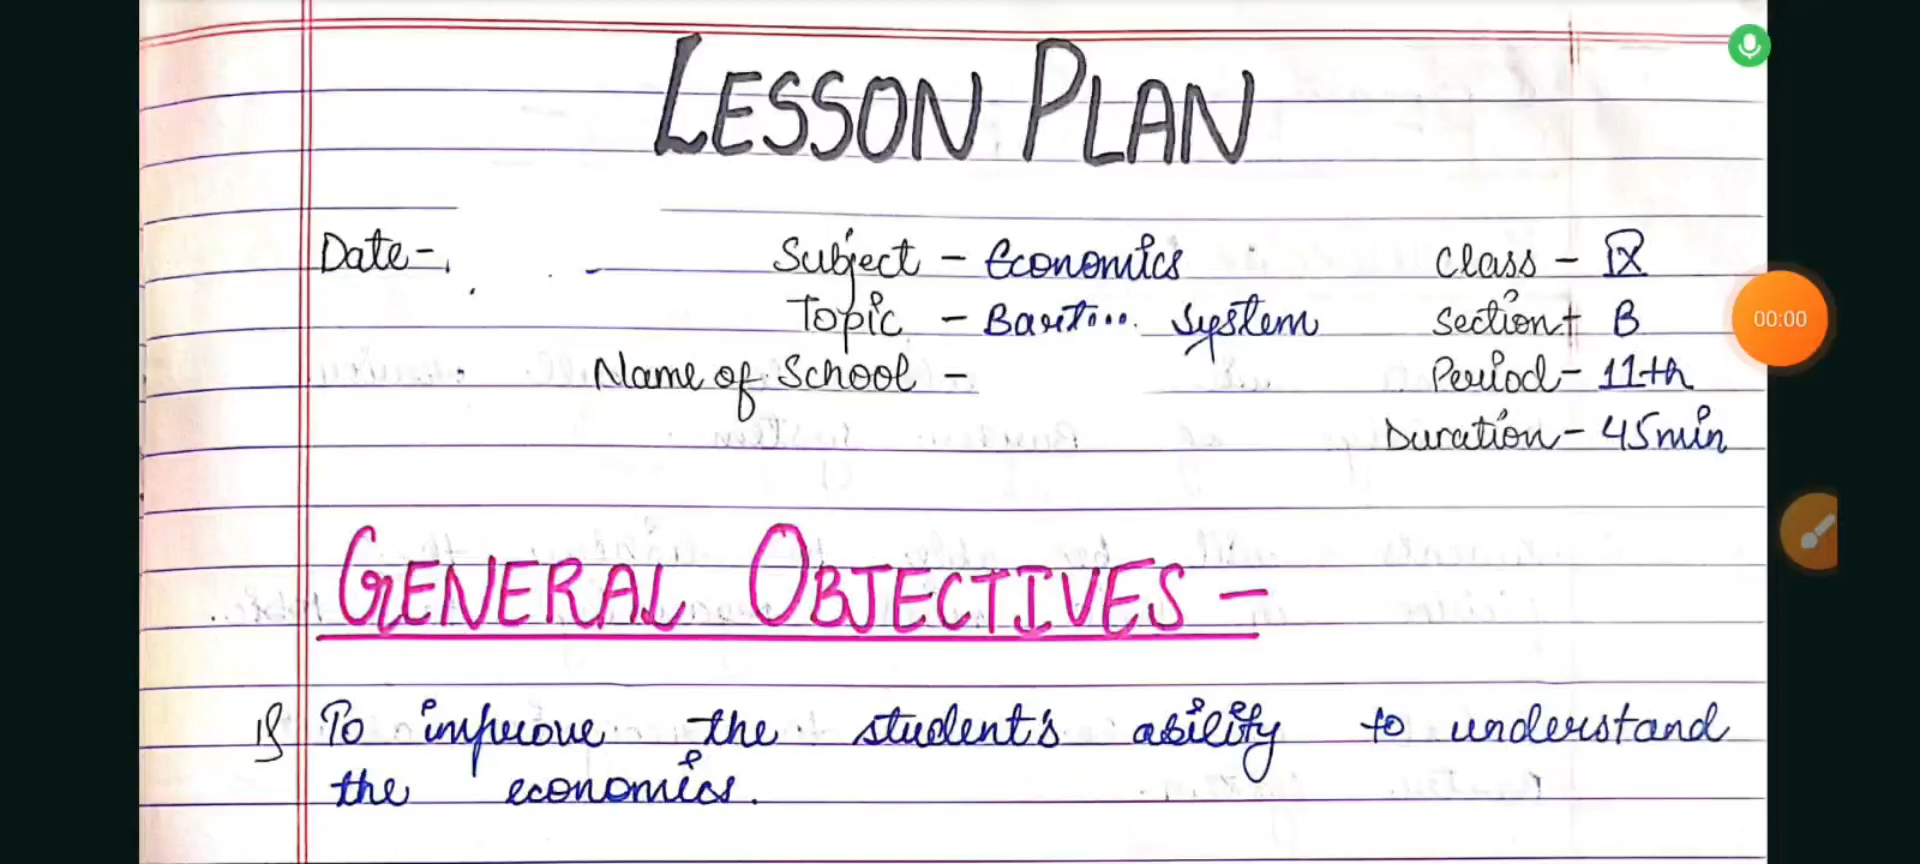 LESSON PLAN
Date- Subject - Economics Class - IX
Topic - System Section - B
Name of School - Period - 11th
Duration - 45min
GENERAL OBJECTIVES -
1) To improve the student's ability to understand
the economics.
00:00